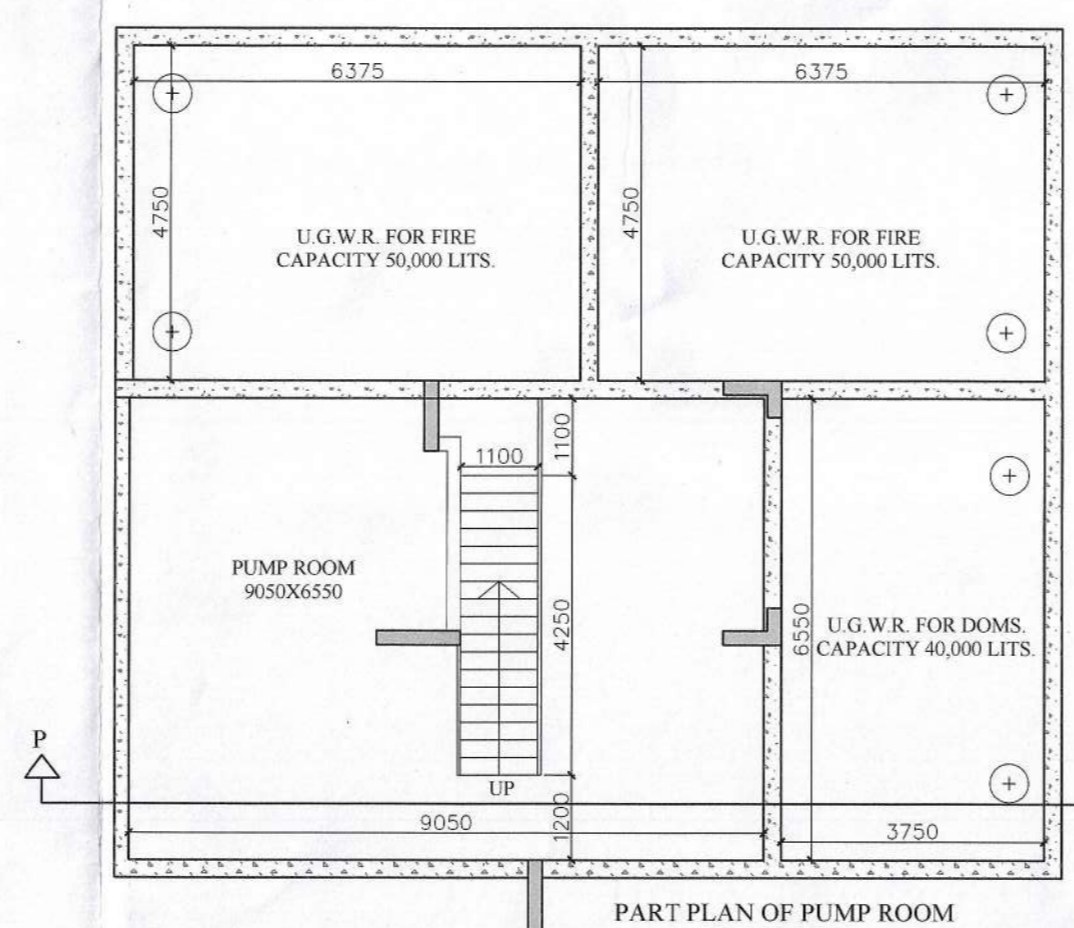 6375
6375
4750
4750
U.G.W.R. FOR FIRE
CAPACITY 50,000 LITS.
U.G.W.R. FOR FIRE
CAPACITY 50,000 LITS.
1100
1100
PUMP ROOM
9050X6550
4250
6550
U.G.W.R. FOR DOMS.
CAPACITY 40,000 LITS.
P
UP
1200
9050
3750
PART PLAN OF PUMP ROOM